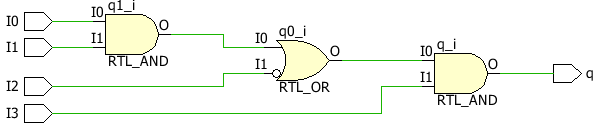 q1_i
I0
I0
O
I1
I1
RTL_AND
q0_i
I0
O
I1
I2
RTL_OR
q_i
I0
O
I1
q
RTL_AND
I3